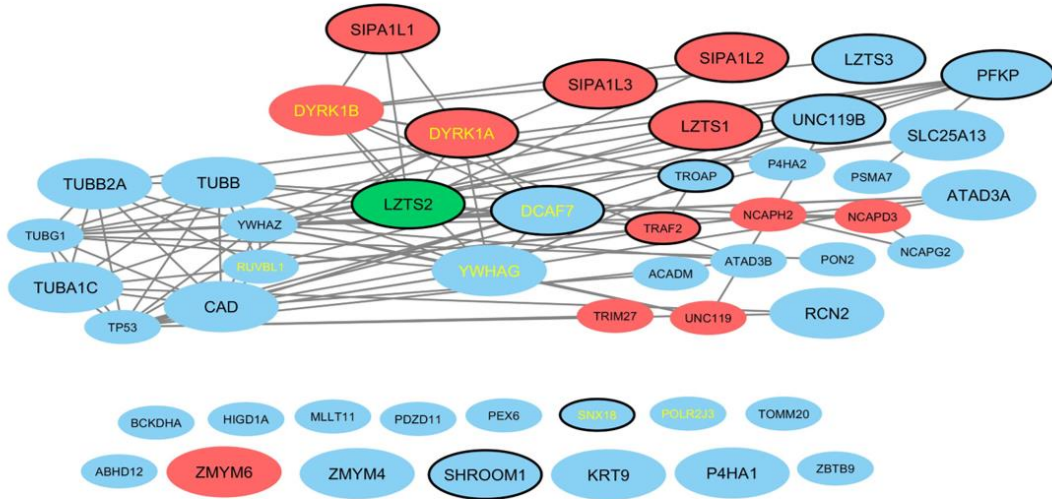 SIPA1L1
SIPA1L2
LZTS3
SIPA1L3
PFKP
DYRK1B
DYRK1A
LZTS1
UNC119B
SLC25A13
P4HA2
TROAP
PSMA7
TUBB2A
TUBB
LZTS2
DCAF7
ATAD3A
YWHAZ
NCAPH2
NCAPD3
TUBG1
TRAF2
NCAPG2
RUVBL1
YWHAG
ATAD3B
PON2
ACADM
TUBA1C
CAD
RCN2
TP53
TRIM27
UNC119
BCKDHA
HIGD1A
MLLT11
PDZD11
PEX6
SNX18
POLR2J3
TOMM20
ABHD12
ZMYM6
ZMYM4
SHROOM1
KRT9
P4HA1
ZBTB9